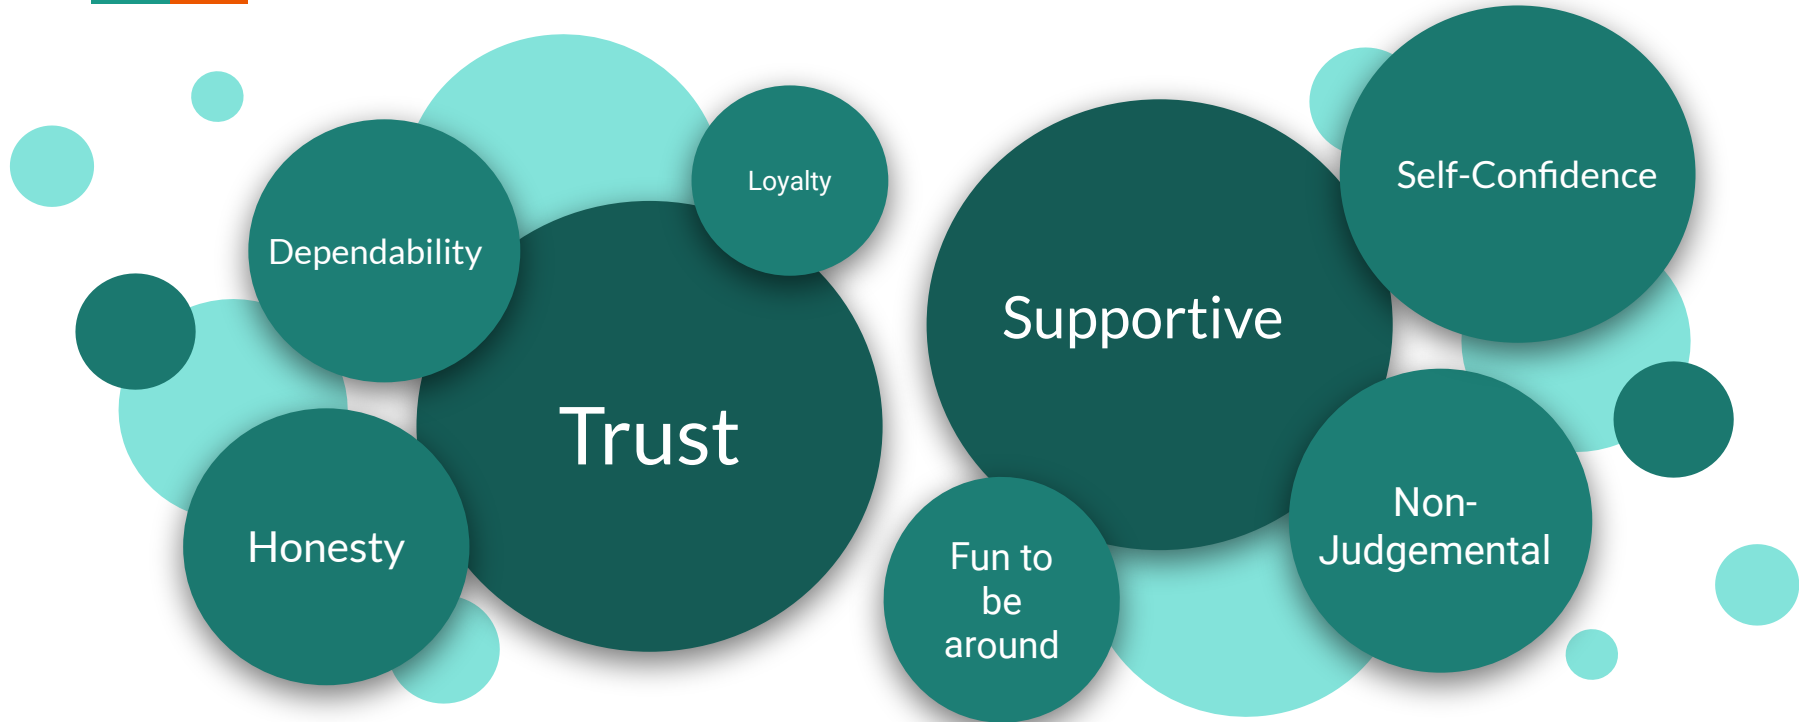 Loyalty
Dependability
Trust
Honesty
Self-Confidence
Supportive
Non-
Judgemental
Fun to
be
around